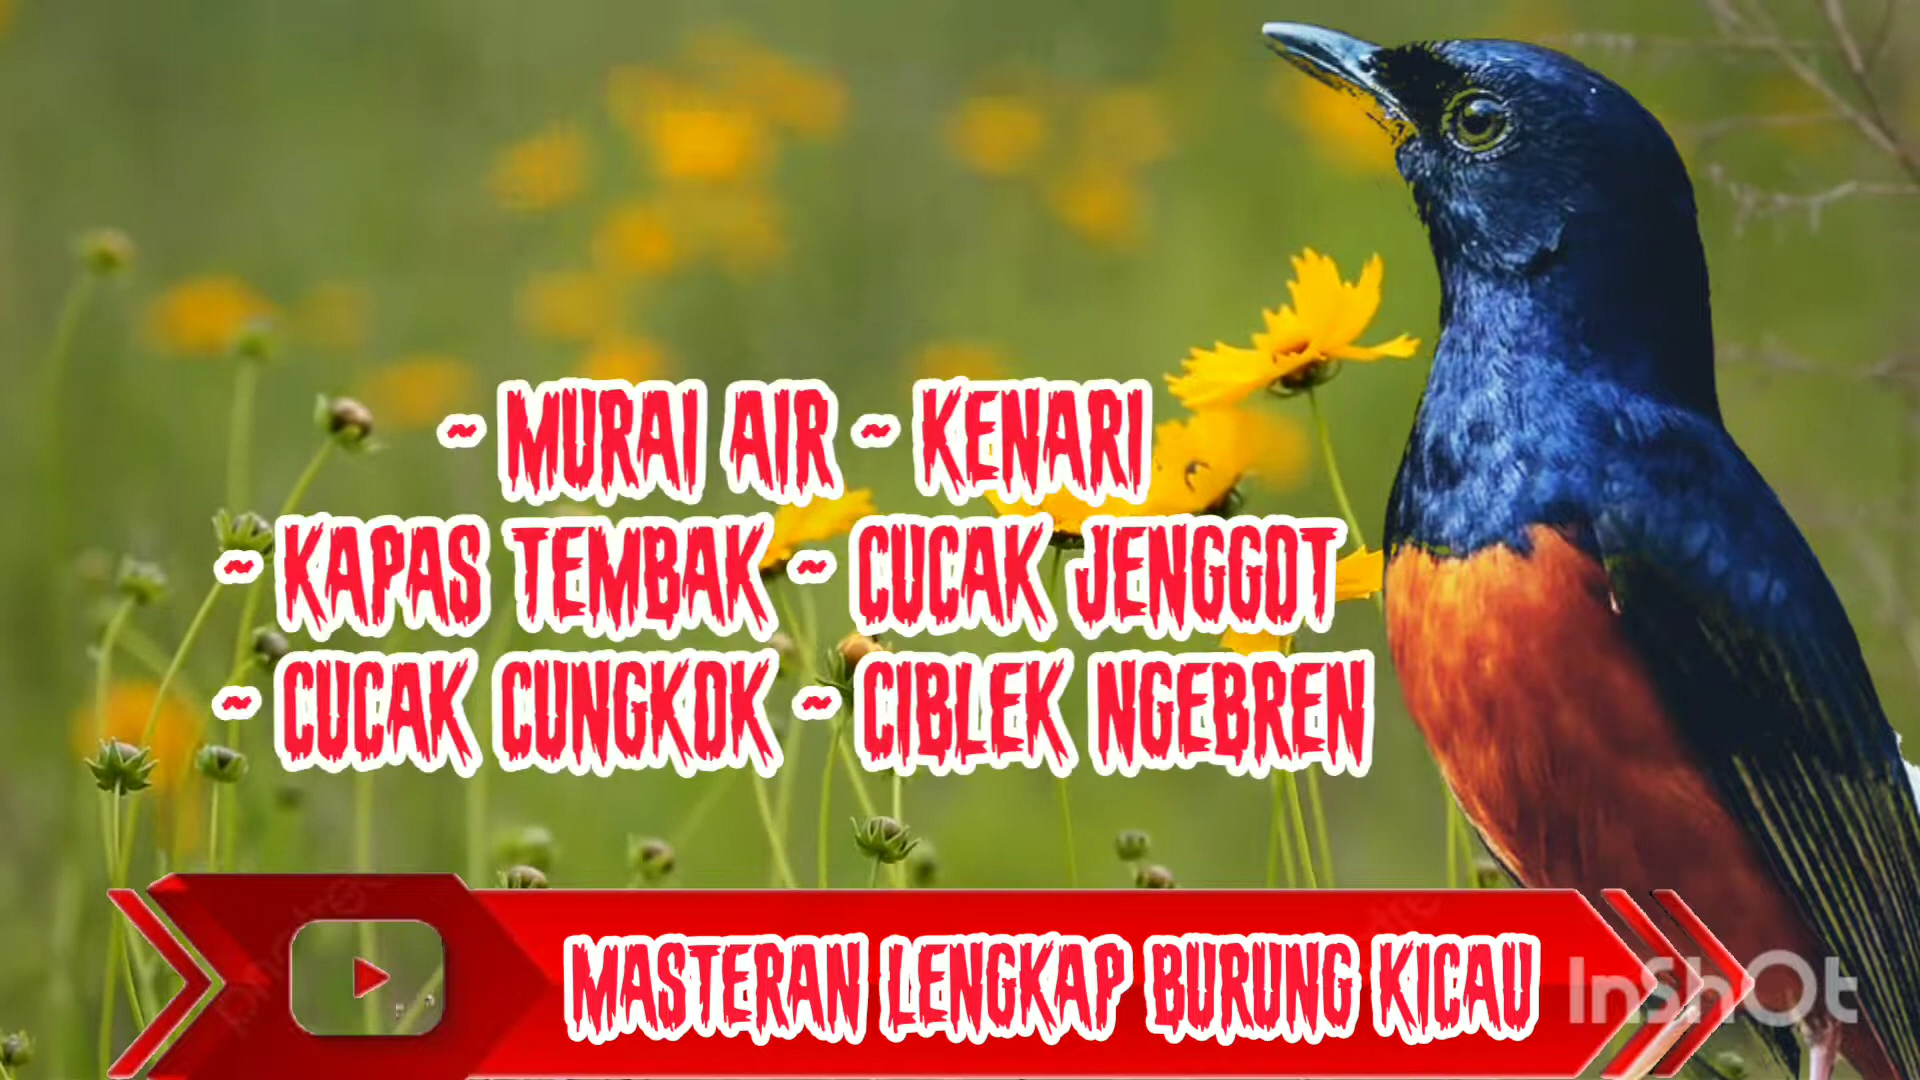 ~ MURAI AIR ~ KENARI
~ KAPAS TEMBAK ~ CUCAK JENGGOT
~ CUCAK CUNGKOK ~ CIBLEK NGEBREN
MASTERAN LENGKAP BURUNG KICAU
InShOt